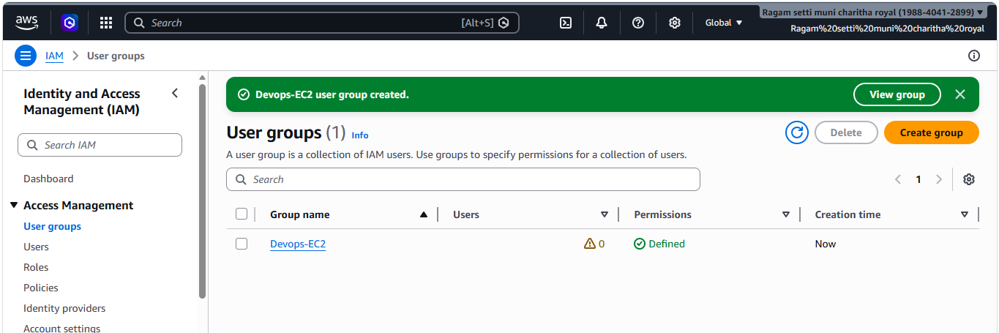 aws
Search [Alt+S]
Global
Ragam setti muni charitha royal (1988-4041-2899)
Ragam%20setti%20muni%20charitha%20royal
IAM > User groups
Identity and Access
Management (IAM)
Search IAM
Dashboard
Access Management
User groups
Users
Roles
Policies
Identity providers
Account settings
Devops-EC2 user group created.
View group
User groups (1) Info
Delete
Create group
A user group is a collection of IAM users. Use groups to specify permissions for a collection of users.
Search
1
Group name Users Permissions Creation time
Devops-EC2 0 Defined Now